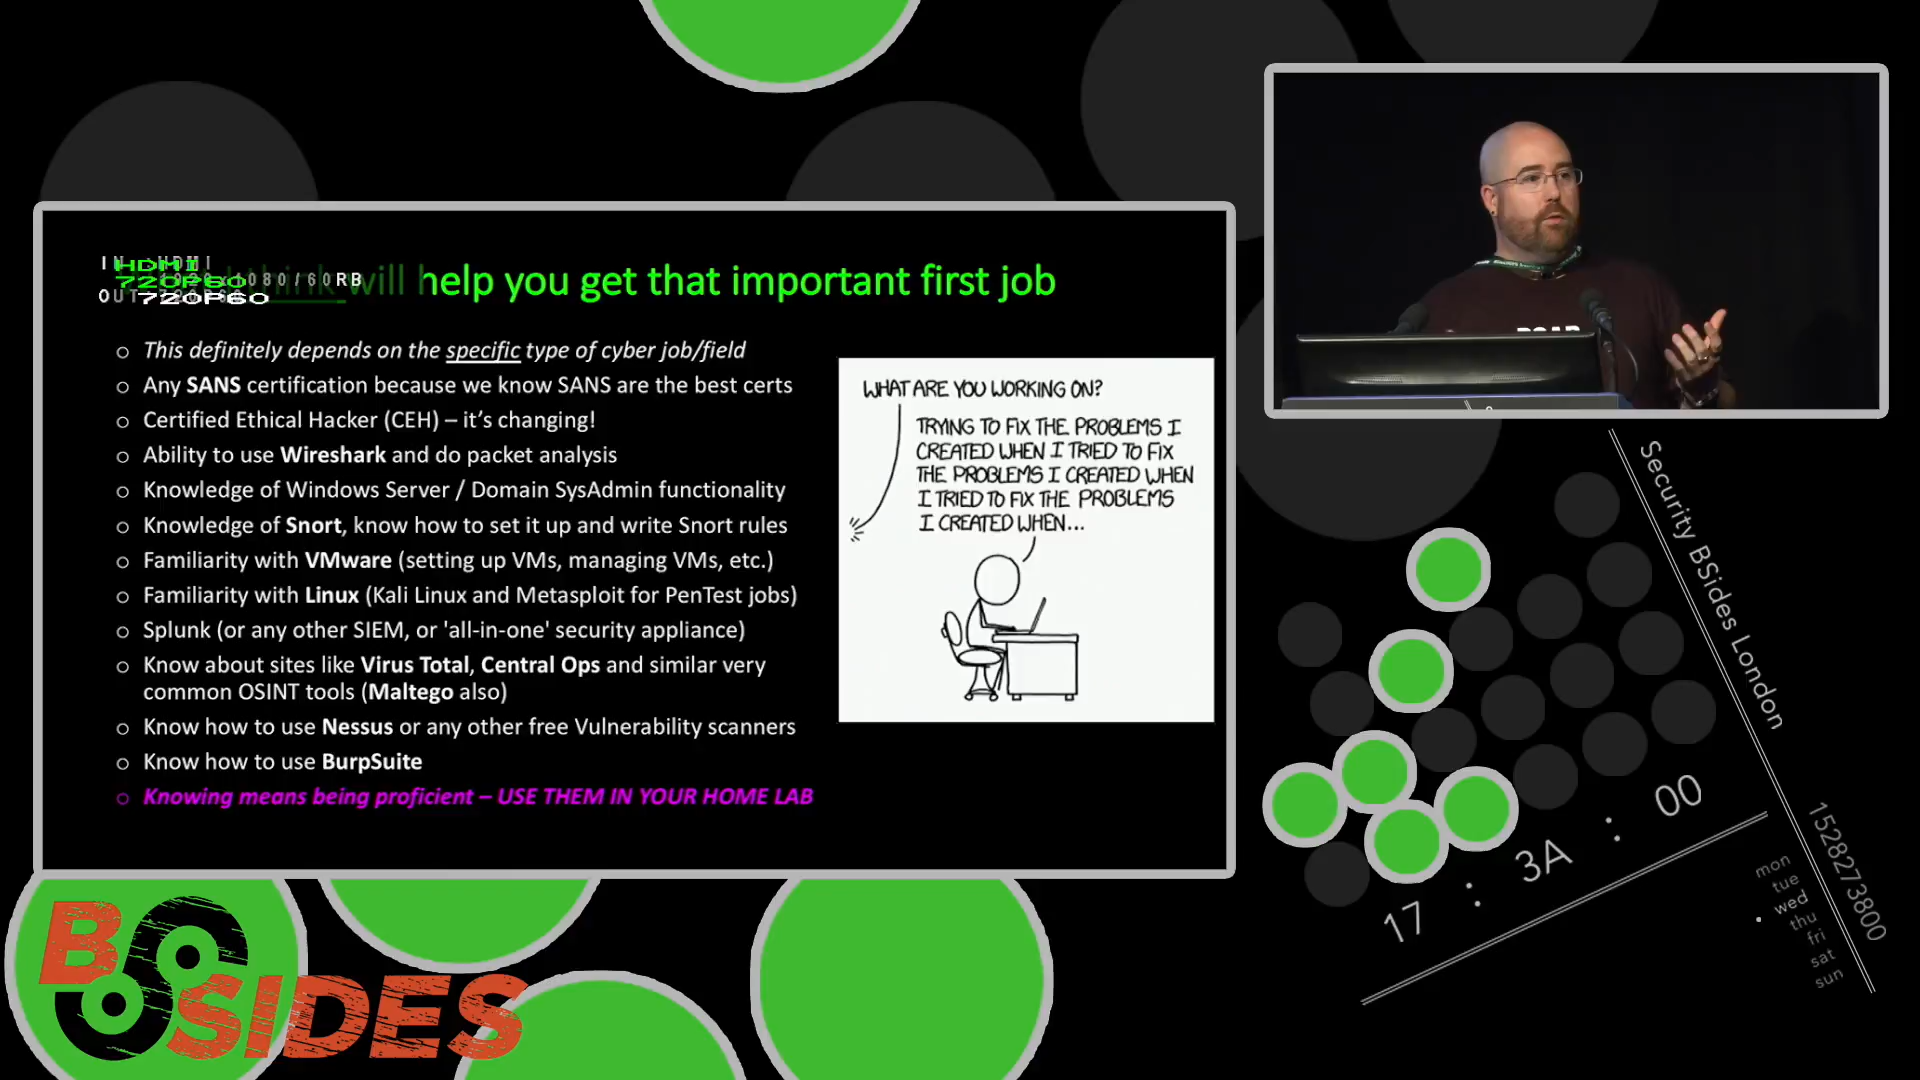 IN HDMI
HDMI
720P60
1080/60RB
OUT 720P60
720P60
think will help you get that important first job
○ This definitely depends on the specific type of cyber job/field
○ Any SANS certification because we know SANS are the best certs
○ Certified Ethical Hacker (CEH) – it's changing!
○ Ability to use Wireshark and do packet analysis
○ Knowledge of Windows Server / Domain SysAdmin functionality
○ Knowledge of Snort, know how to set it up and write Snort rules
○ Familiarity with VMware (setting up VMs, managing VMs, etc.)
○ Familiarity with Linux (Kali Linux and Metasploit for PenTest jobs)
○ Splunk (or any other SIEM, or 'all-in-one' security appliance)
○ Know about sites like Virus Total, Central Ops and similar very
common OSINT tools (Maltego also)
○ Know how to use Nessus or any other free Vulnerability scanners
○ Know how to use BurpSuite
○ Knowing means being proficient – USE THEM IN YOUR HOME LAB
WHAT ARE YOU WORKING ON?
TRYING TO FIX THE PROBLEMS I
CREATED WHEN I TRIED TO FIX
THE PROBLEMS I CREATED WHEN
I TRIED TO FIX THE PROBLEMS
I CREATED WHEN...
Security BSides London
17 : 3A : 00
1528273800
mon
tue
wed
thu
fri
sat
sun
BSIDES